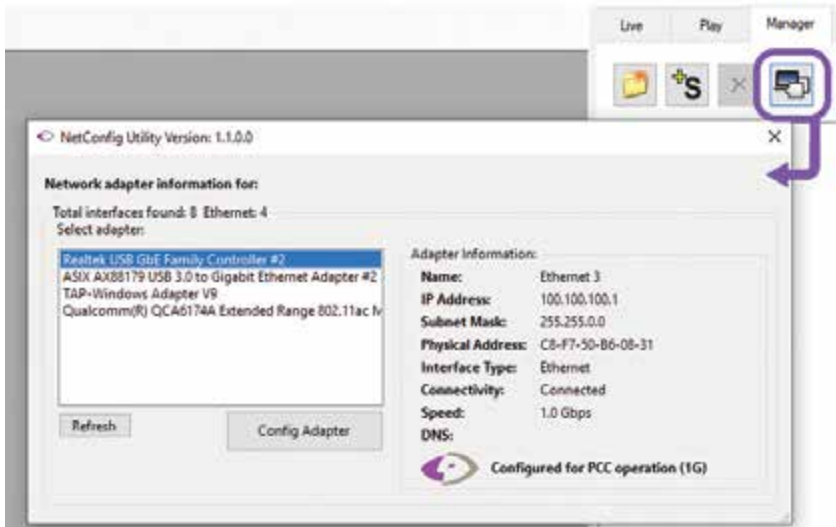 Live Play Manager
+S
NetConfig Utility Version: 1.1.0.0
Network adapter information for:
Total interfaces found: 8 Ethernet: 4
Select adapter:
Realtek USB GbE Family Controller #2
ASIX AX88179 USB 3.0 to Gigabit Ethernet Adapter #2
TAP-Windows Adapter V9
Qualcomm(R) QCA6174A Extended Range 802.11ac
Refresh
Config Adapter
Adapter Information:
Name: Ethernet 3
IP Address: 100.100.100.1
Subnet Mask: 255.255.0.0
Physical Address: C8-F7-50-B6-08-31
Interface Type: Ethernet
Connectivity: Connected
Speed: 1.0 Gbps
DNS:
Configured for PCC operation (1G)